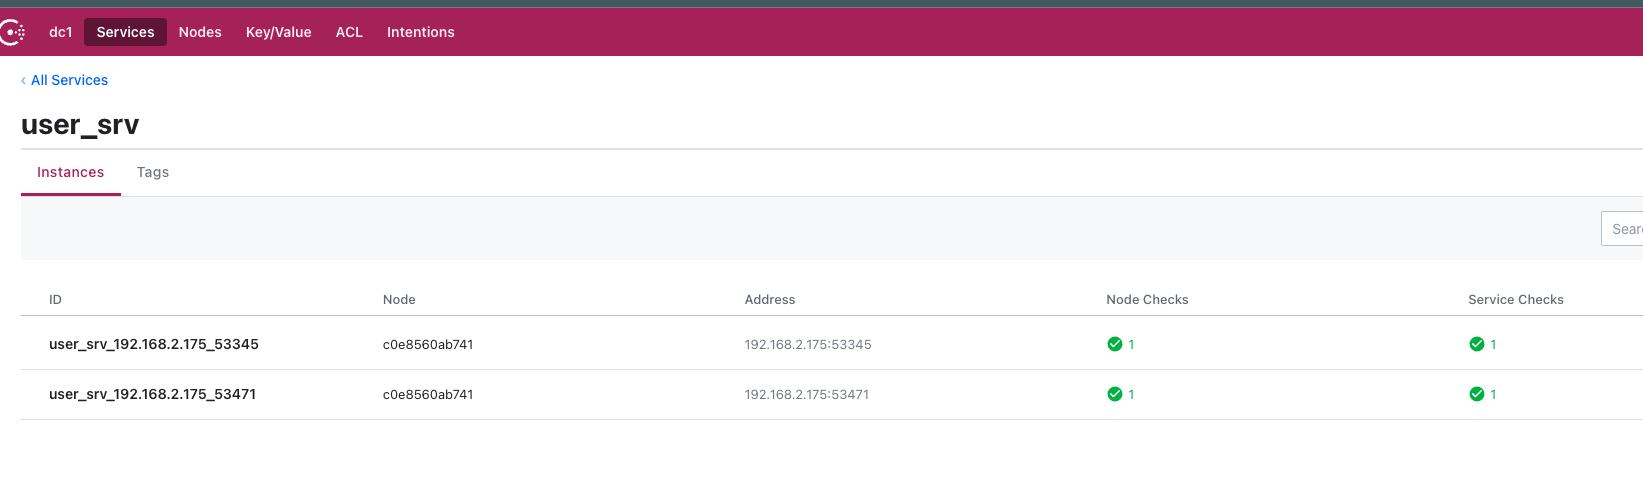 dc1 Services Nodes Key/Value ACL Intentions
‹ All Services
user_srv
Instances Tags
ID Node Address Node Checks Service Checks
user_srv_192.168.2.175_53345 c0e8560ab741 192.168.2.175:53345 1 1
user_srv_192.168.2.175_53471 c0e8560ab741 192.168.2.175:53471 1 1